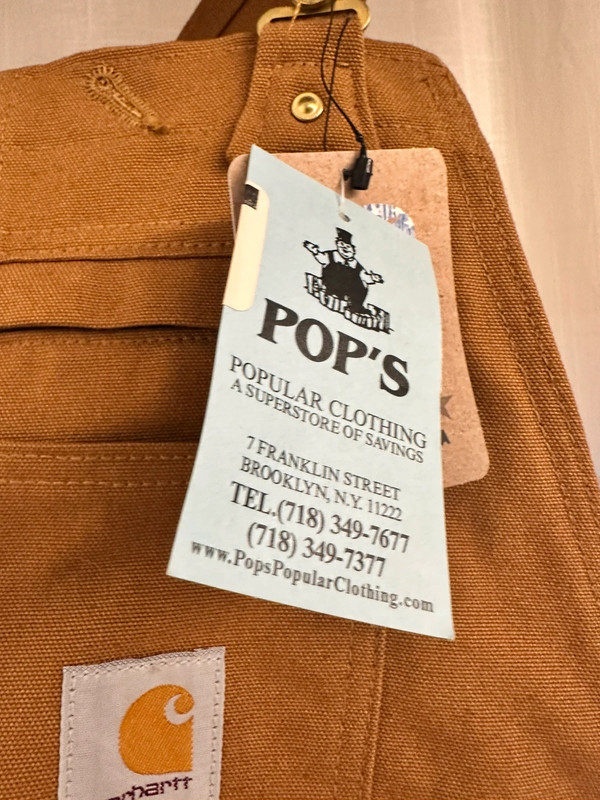 POP'S
POPULAR CLOTHING
A SUPERSTORE OF SAVINGS
7 FRANKLIN STREET
BROOKLYN, N.Y. 11222
TEL.(718) 349-7677
(718) 349-7377
www.PopsPopularClothing.com
carhartt